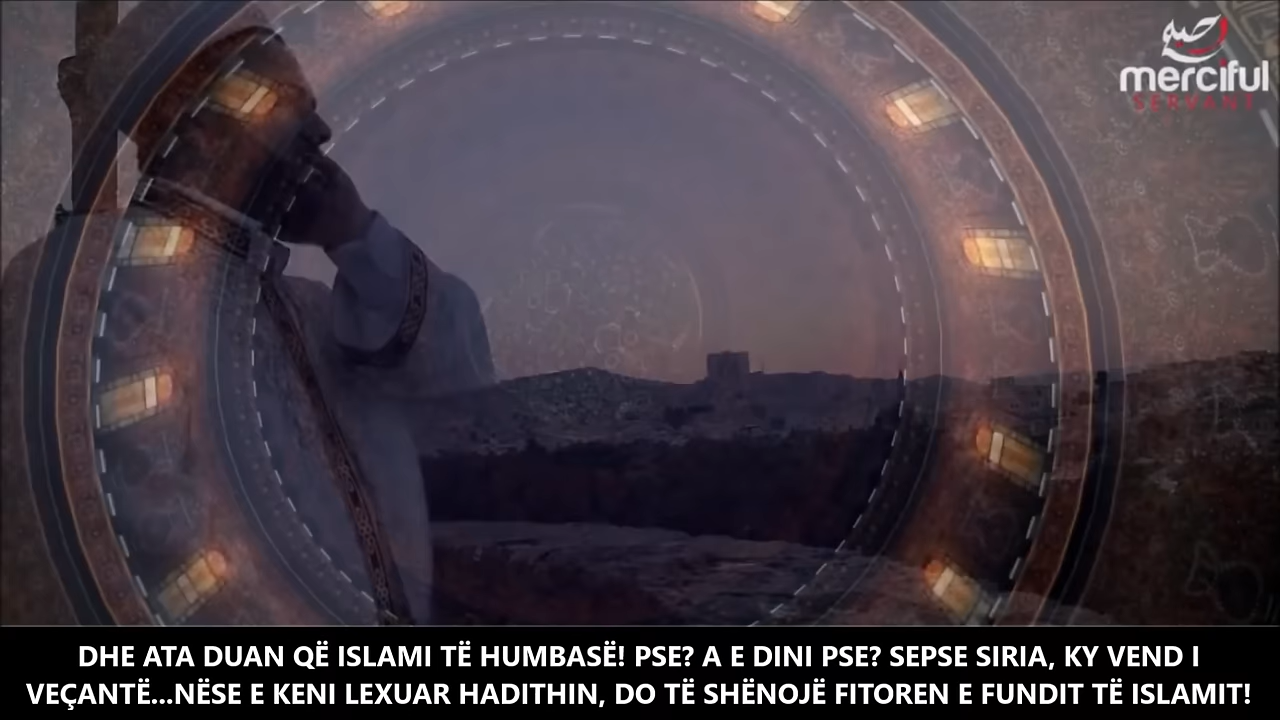 merciful
SERVANT
DHE ATA DUAN QË ISLAMI TË HUMBASË! PSE? A E DINI PSE? SEPSE SIRIA, KY VEND I
VEÇANTË...NËSE E KENI LEXUAR HADITHIN, DO TË SHËNOJË FITOREN E FUNDIT TË ISLAMIT!